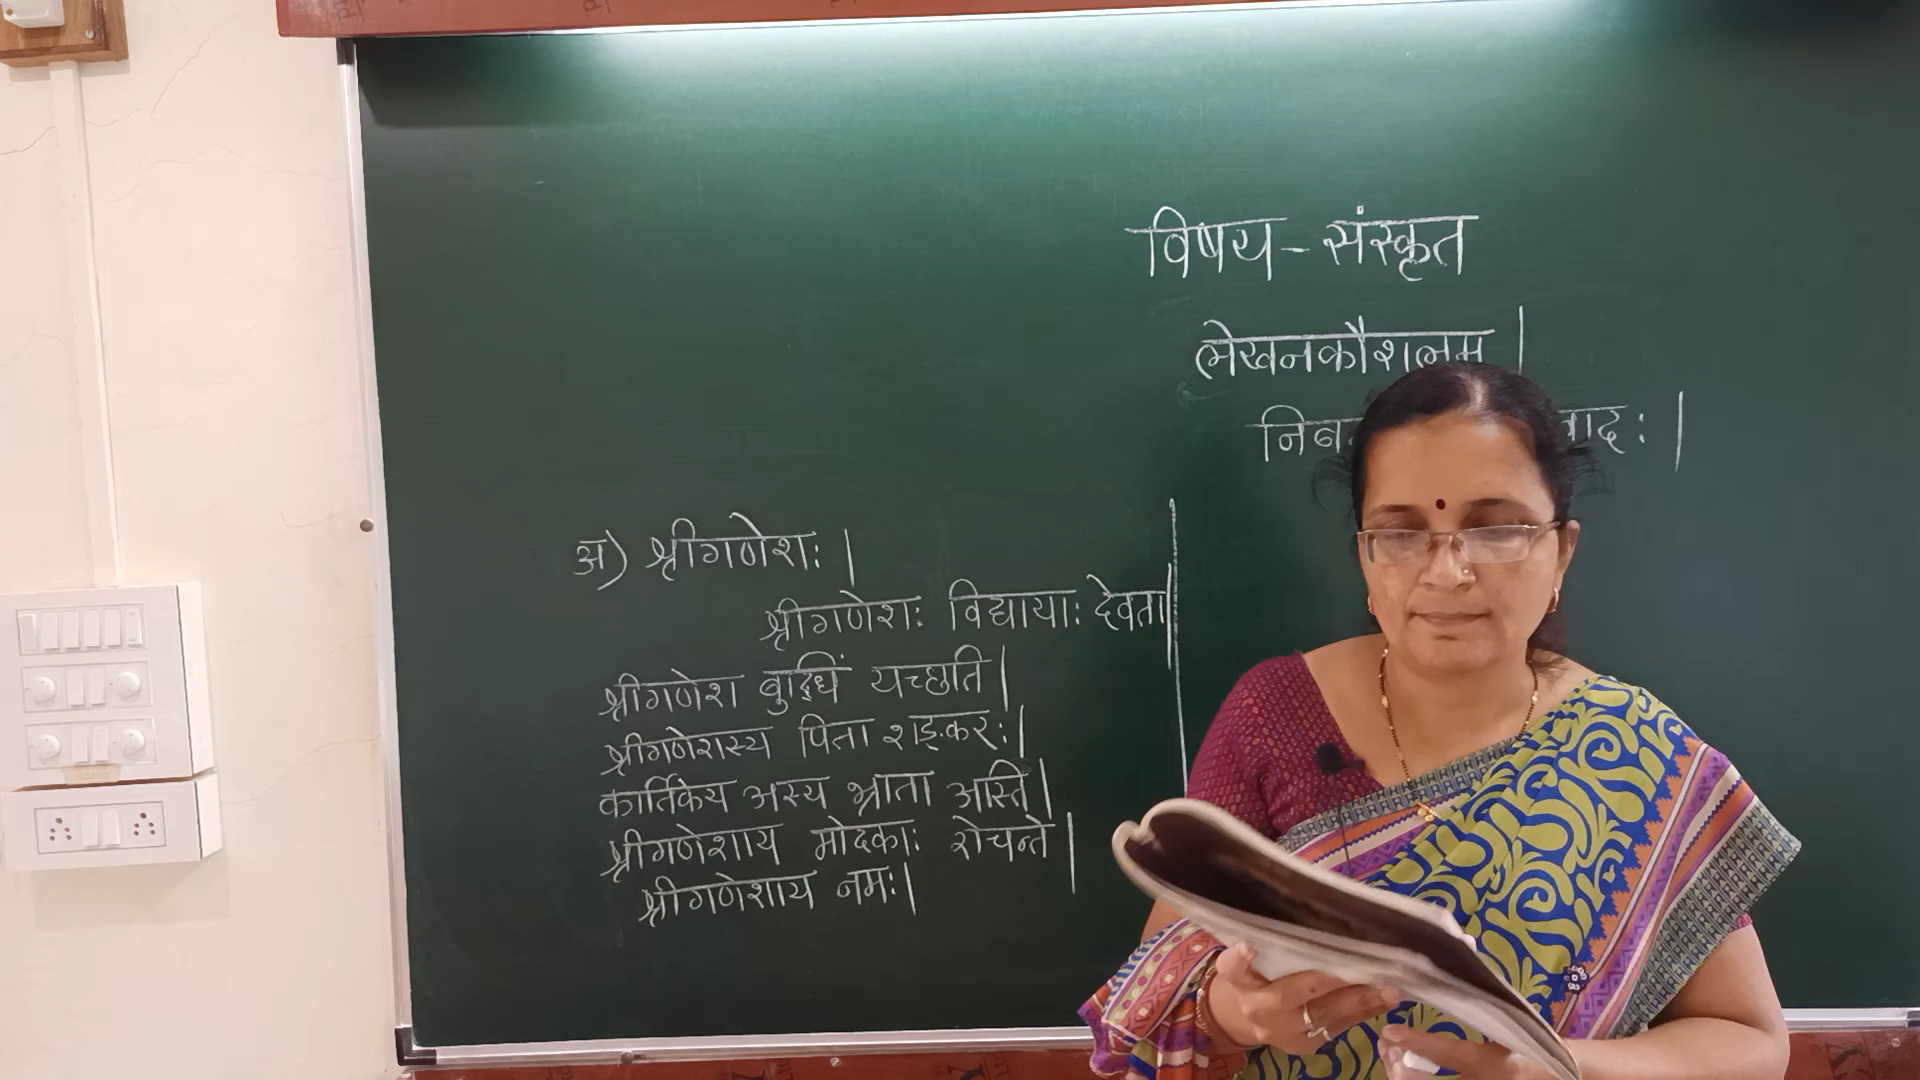 विषय - संस्कृत
लेखनकौशलम |
अ) श्रीगणेशः |
श्रीगणेशः विद्यायाः देवता |
श्रीगणेश बुद्धिं यच्छति |
श्रीगणेशस्य पिता शङ्करः |
कार्तिकेय अस्य भ्राता अस्ति |
श्रीगणेशाय मोदकाः रोचन्ते |
श्रीगणेशाय नमः |